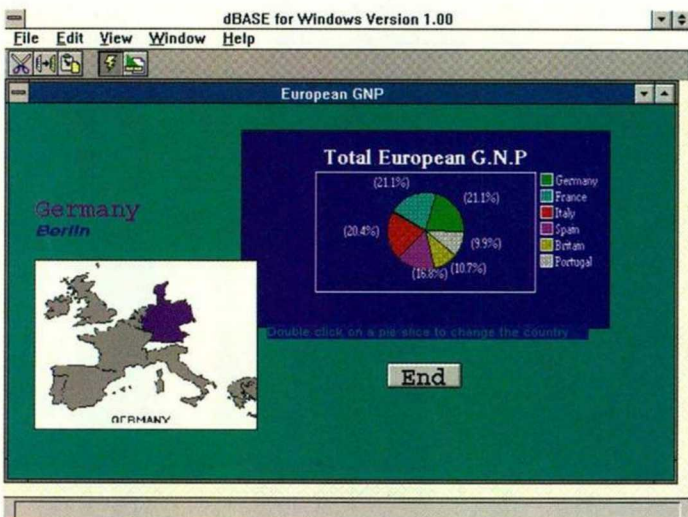 dBASE for Windows Version 1.00
File Edit View Window Help
European GNP
Total European G.N.P
(21.1%)
(21.1%)
(20.4%)
(9.9%)
(16.8%)
(10.7%)
Germany
France
Italy
Spain
Britain
Portugal
Germany
Berlin
Double click on a pie slice to change the country
GERMANY
End